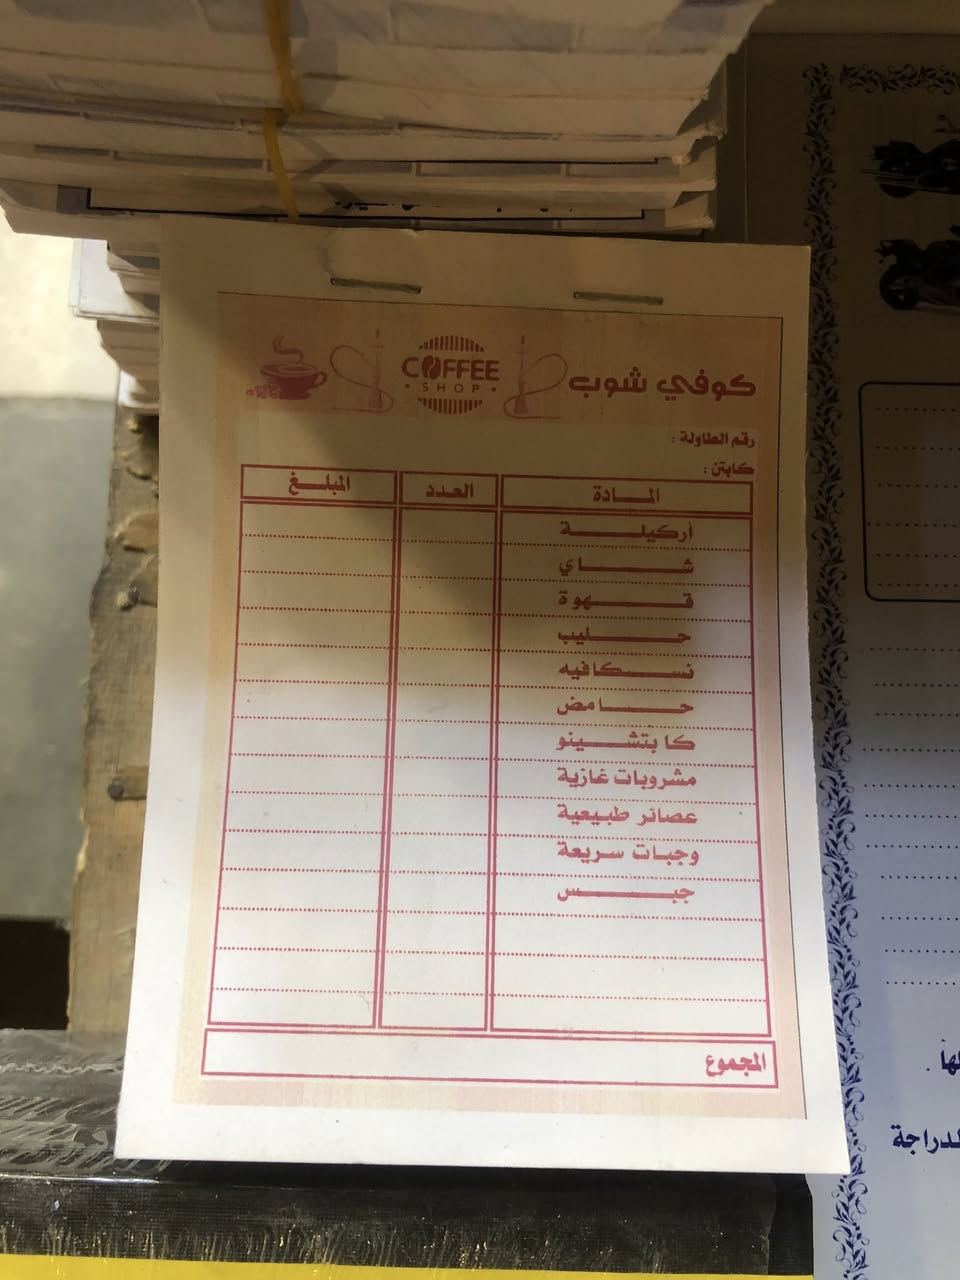 كوفي شوب
COFFEE
SHOP
رقم الطاولة :
كابتن :
المادة العدد المبلغ
أركيلة
شاي
قهوة
حليب
نسكافيه
حامض
كابتشينو
مشروبات غازية
عصائر طبيعية
وجبات سريعة
جبس
المجموع
لدراجة